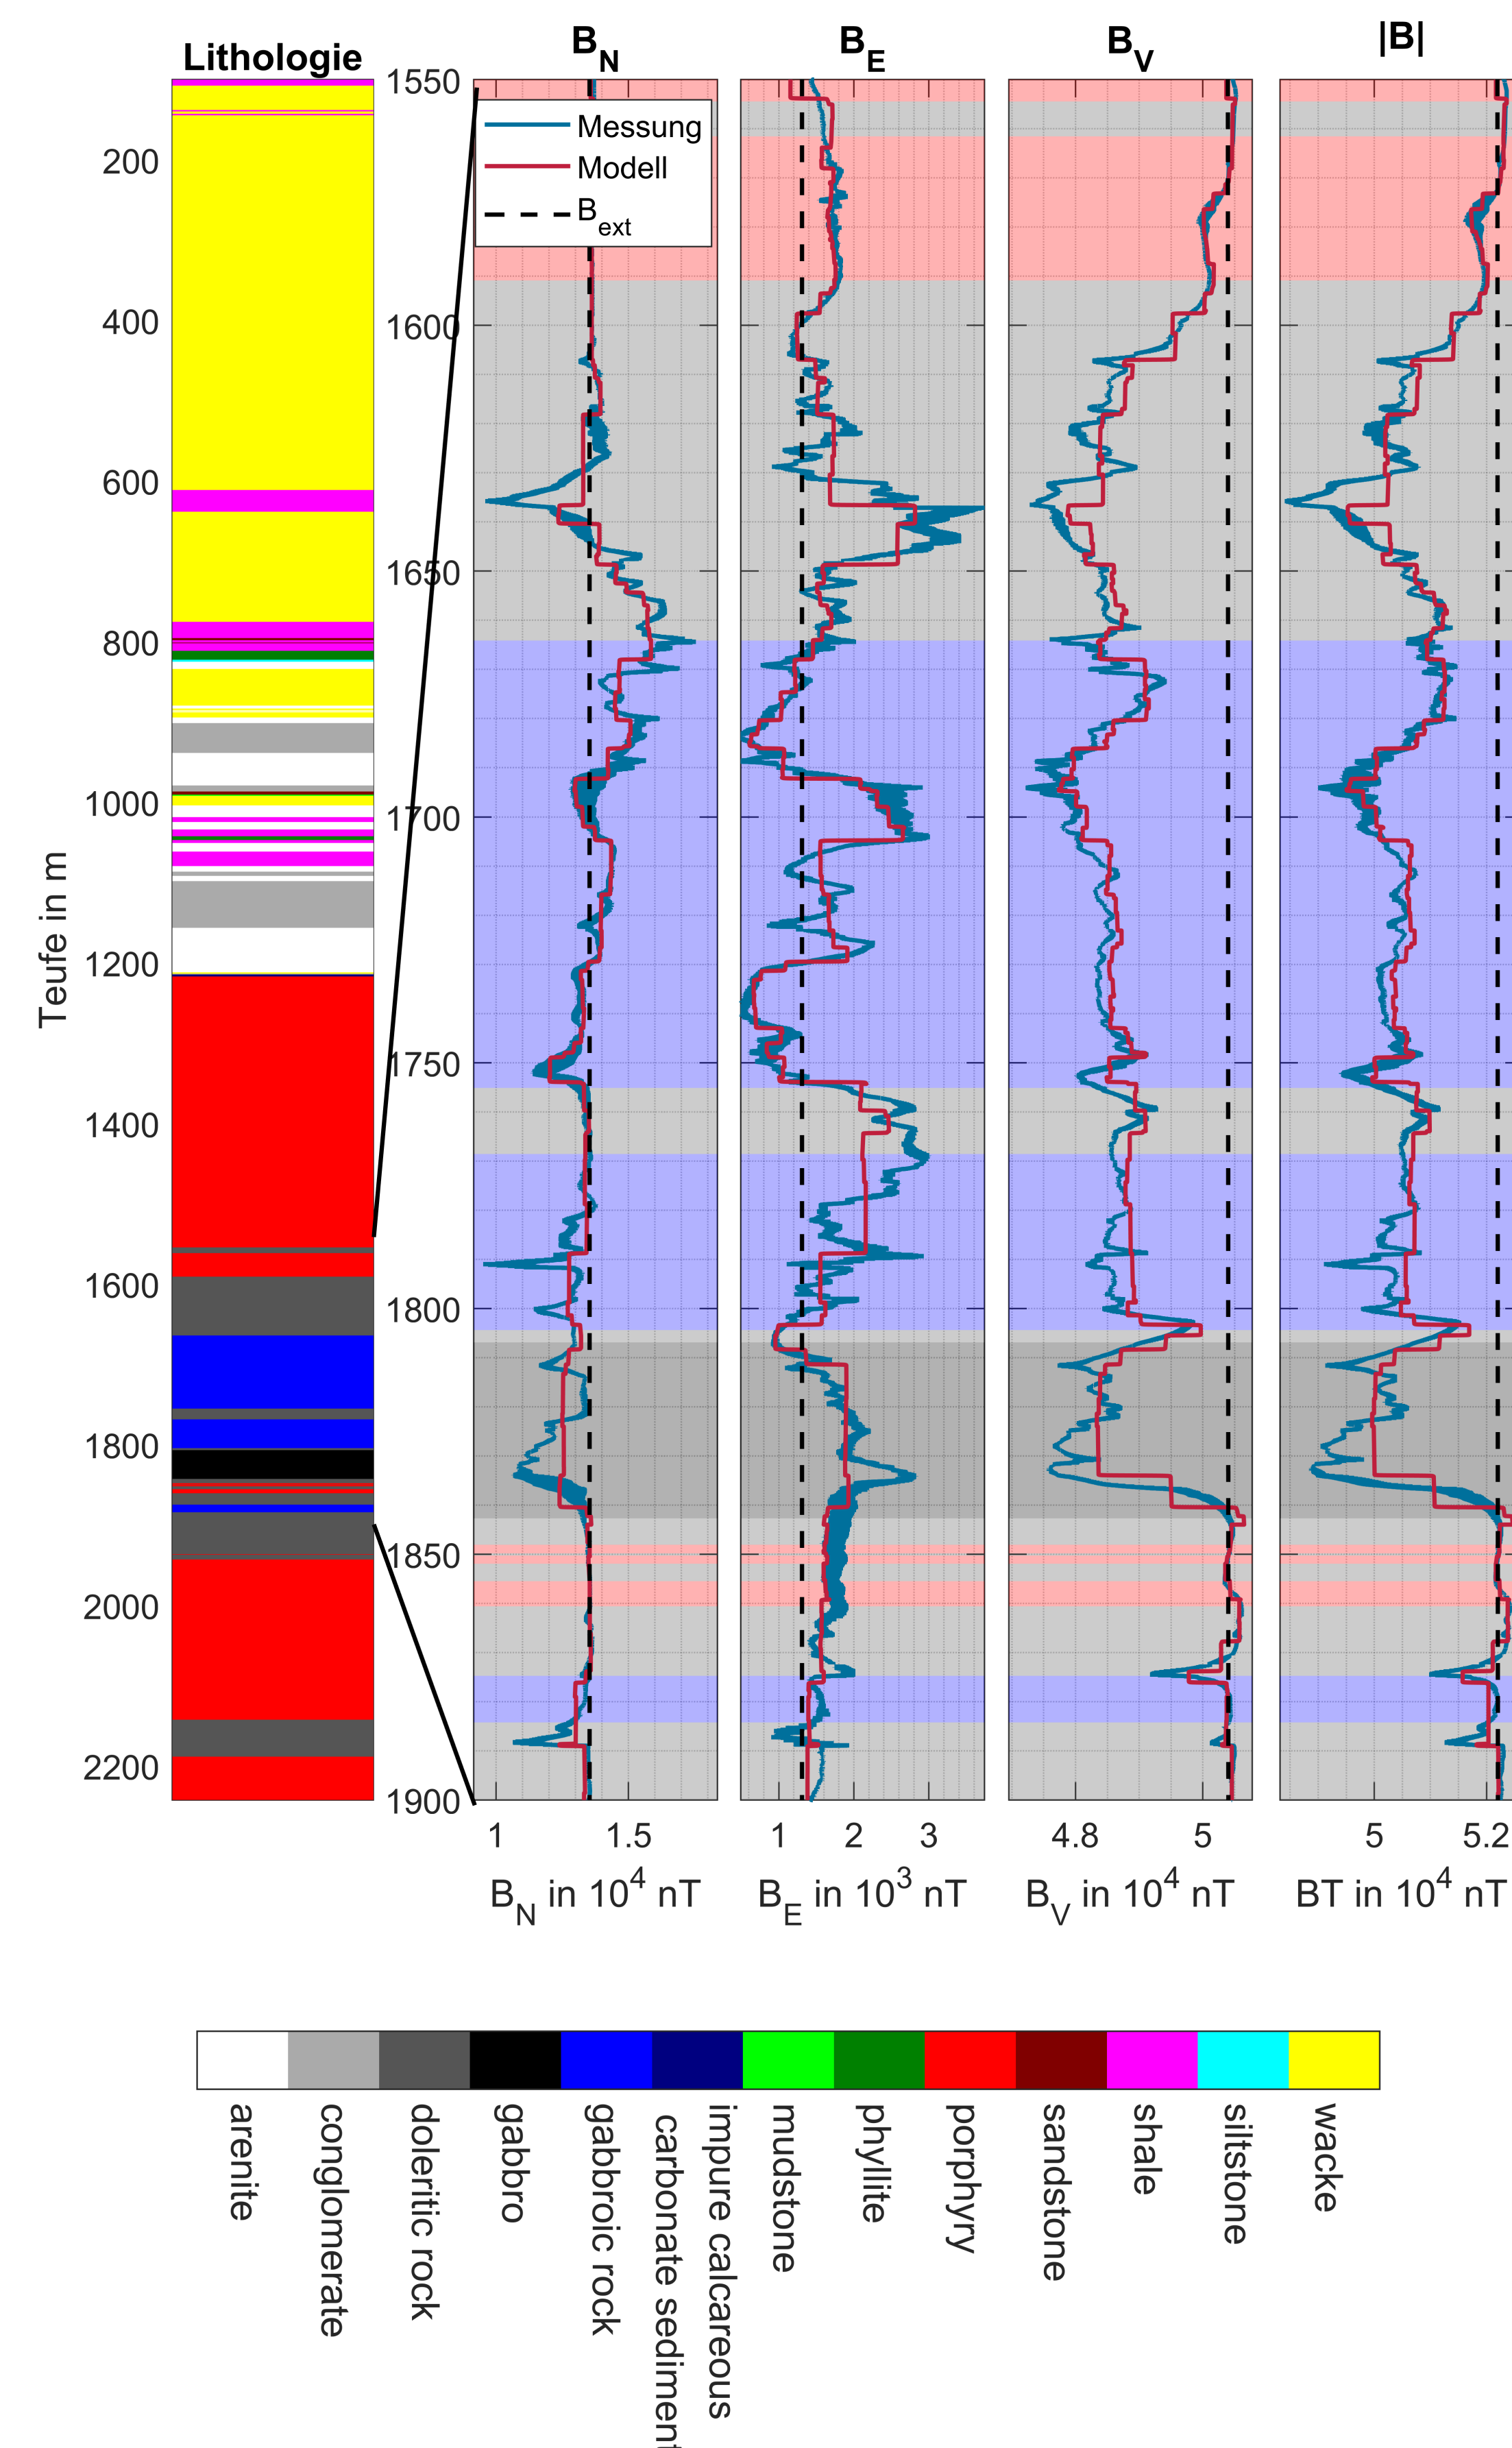 Lithologie
B_N
B_E
B_V
|B|
Teufe in m
200
400
600
800
1000
1200
1400
1600
1800
2000
2200
1550
1600
1650
1700
1750
1800
1850
1900
Messung
Modell
B_ext
1
1.5
1
2
3
4.8
5
5
5.2
B_N in 10^4 nT
B_E in 10^3 nT
B_V in 10^4 nT
BT in 10^4 nT
arenite
conglomerate
doleritic rock
gabbro
gabbroic rock
impure calcareous
carbonate sediment
mudstone
phyllite
porphyry
sandstone
shale
siltstone
wacke